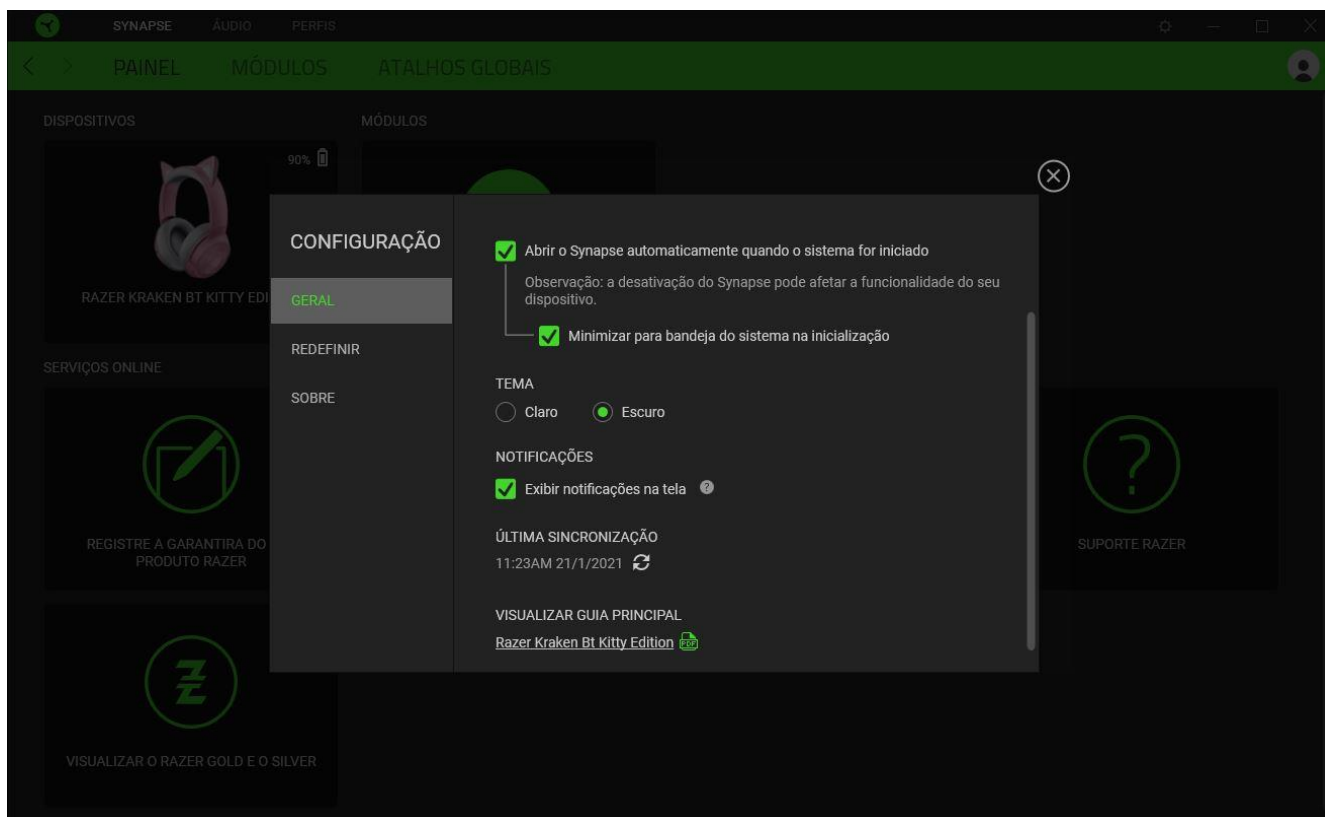 SYNAPSE ÁUDIO PERFIS
PAINEL MÓDULOS ATALHOS GLOBAIS
DISPOSITIVOS
MÓDULOS
90%
RAZER KRAKEN BT KITTY EDI
SERVIÇOS ONLINE
REGISTRE A GARANTIRA DO
PRODUTO RAZER
SUPORTE RAZER
VISUALIZAR O RAZER GOLD E O SILVER
CONFIGURAÇÃO
GERAL
REDEFINIR
SOBRE
Abrir o Synapse automaticamente quando o sistema for iniciado
Observação: a desativação do Synapse pode afetar a funcionalidade do seu
dispositivo.
Minimizar para bandeja do sistema na inicialização
TEMA
Claro Escuro
NOTIFICAÇÕES
Exibir notificações na tela ?
ÚLTIMA SINCRONIZAÇÃO
11:23AM 21/1/2021
VISUALIZAR GUIA PRINCIPAL
Razer Kraken Bt Kitty Edition PDF